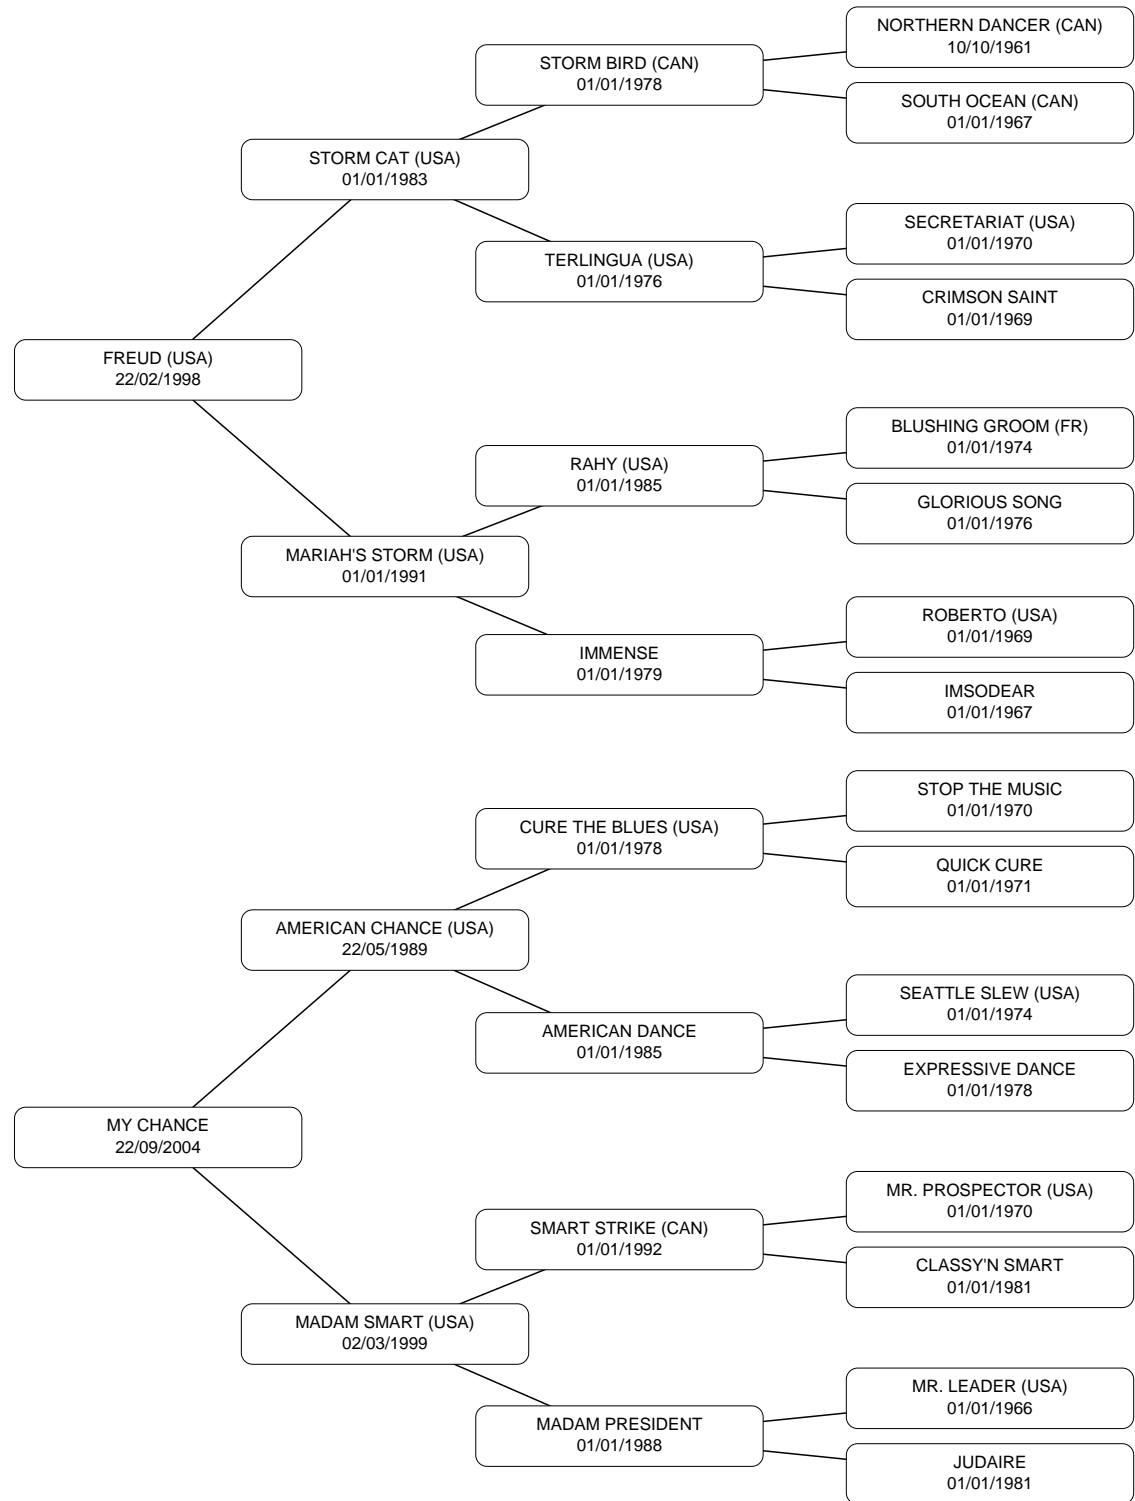 NORTHERN DANCER (CAN)
10/10/1961
STORM BIRD (CAN)
01/01/1978
SOUTH OCEAN (CAN)
01/01/1967
STORM CAT (USA)
01/01/1983
SECRETARIAT (USA)
01/01/1970
TERLINGUA (USA)
01/01/1976
CRIMSON SAINT
01/01/1969
FREUD (USA)
22/02/1998
BLUSHING GROOM (FR)
01/01/1974
RAHY (USA)
01/01/1985
GLORIOUS SONG
01/01/1976
MARIAH'S STORM (USA)
01/01/1991
ROBERTO (USA)
01/01/1969
IMMENSE
01/01/1979
IMSODEAR
01/01/1967
STOP THE MUSIC
01/01/1970
CURE THE BLUES (USA)
01/01/1978
QUICK CURE
01/01/1971
AMERICAN CHANCE (USA)
22/05/1989
SEATTLE SLEW (USA)
01/01/1974
AMERICAN DANCE
01/01/1985
EXPRESSIVE DANCE
01/01/1978
MY CHANCE
22/09/2004
MR. PROSPECTOR (USA)
01/01/1970
SMART STRIKE (CAN)
01/01/1992
CLASSY'N SMART
01/01/1981
MADAM SMART (USA)
02/03/1999
MR. LEADER (USA)
01/01/1966
MADAM PRESIDENT
01/01/1988
JUDAIRE
01/01/1981